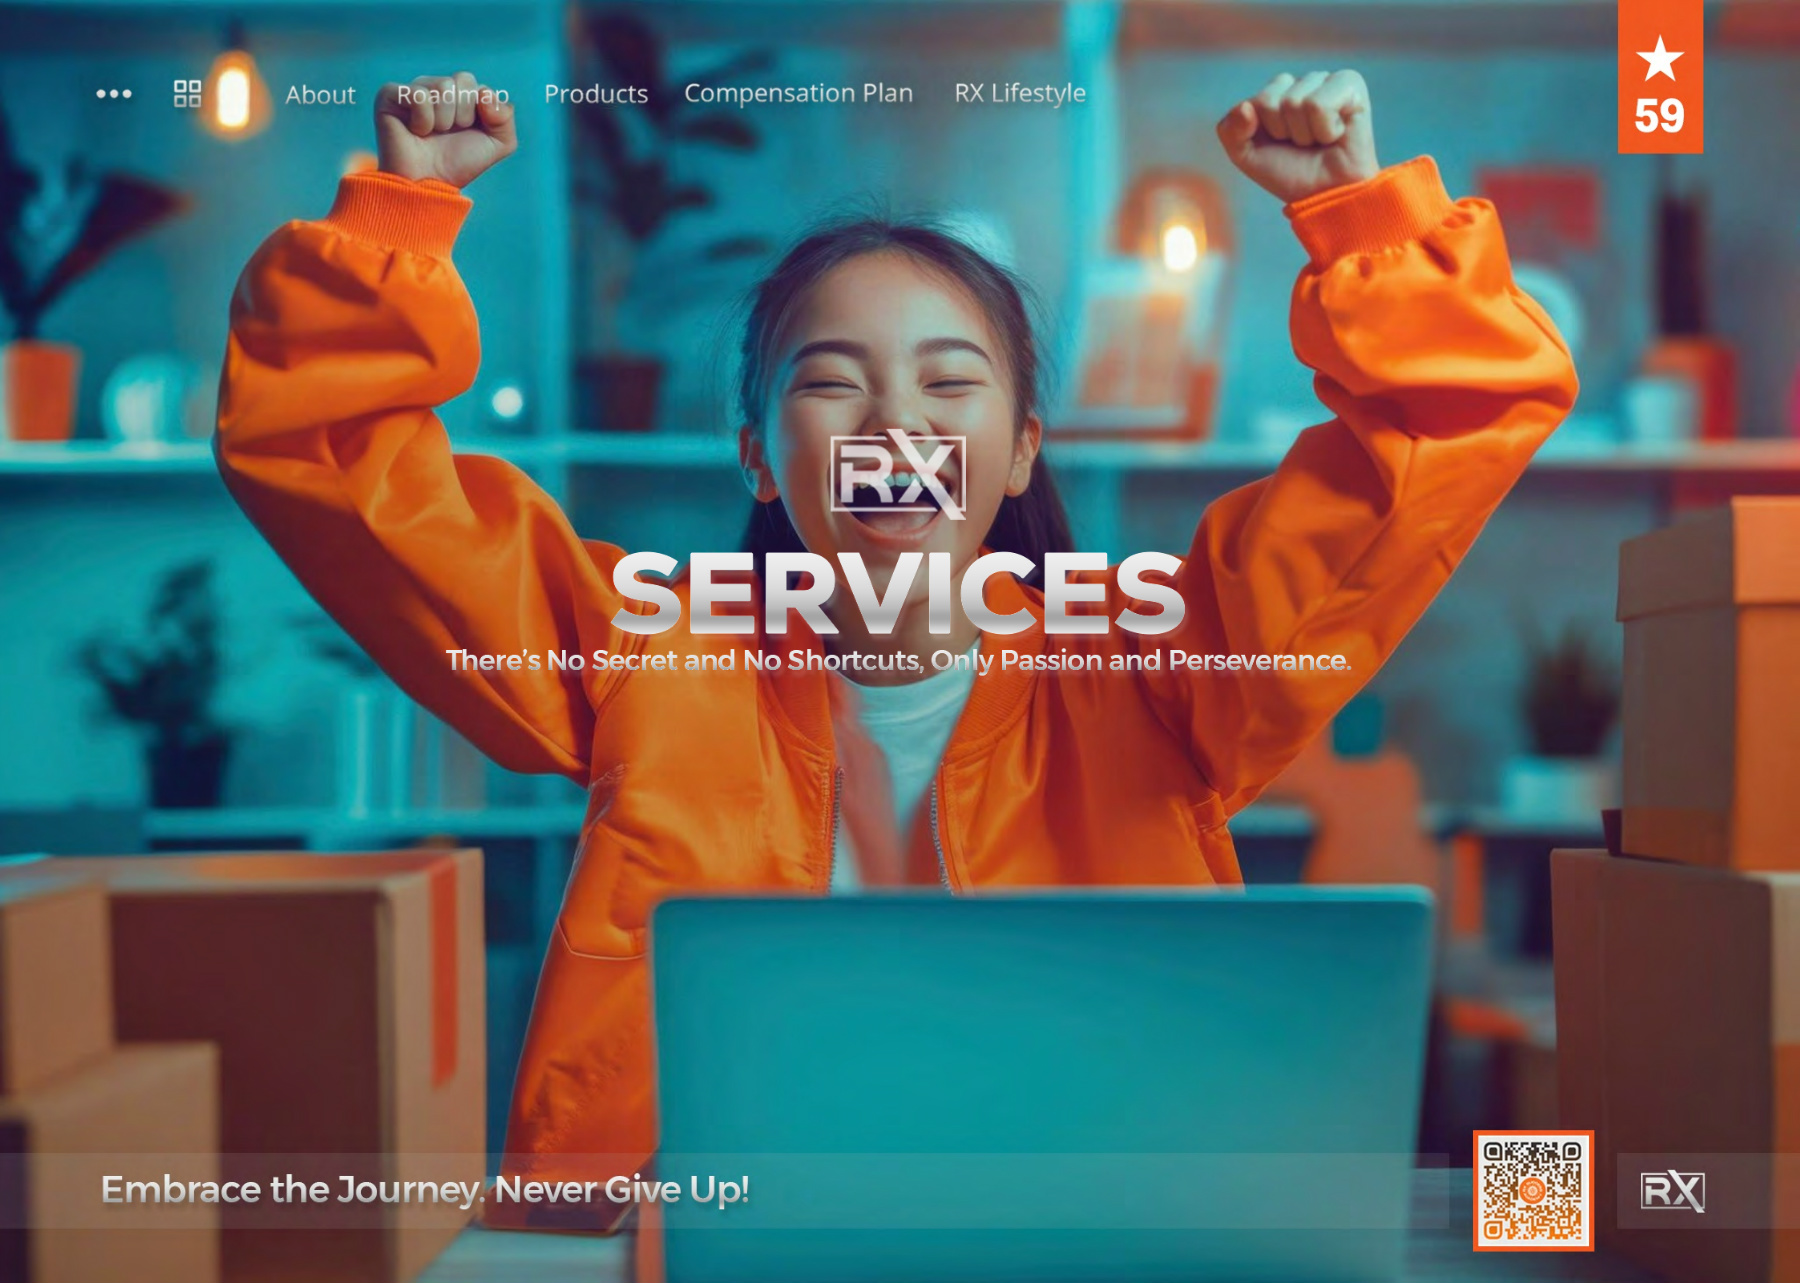 ••• About Roadmap Products Compensation Plan RX Lifestyle
59
RX
SERVICES
There's No Secret and No Shortcuts, Only Passion and Perseverance.
Embrace the Journey. Never Give Up!
RX